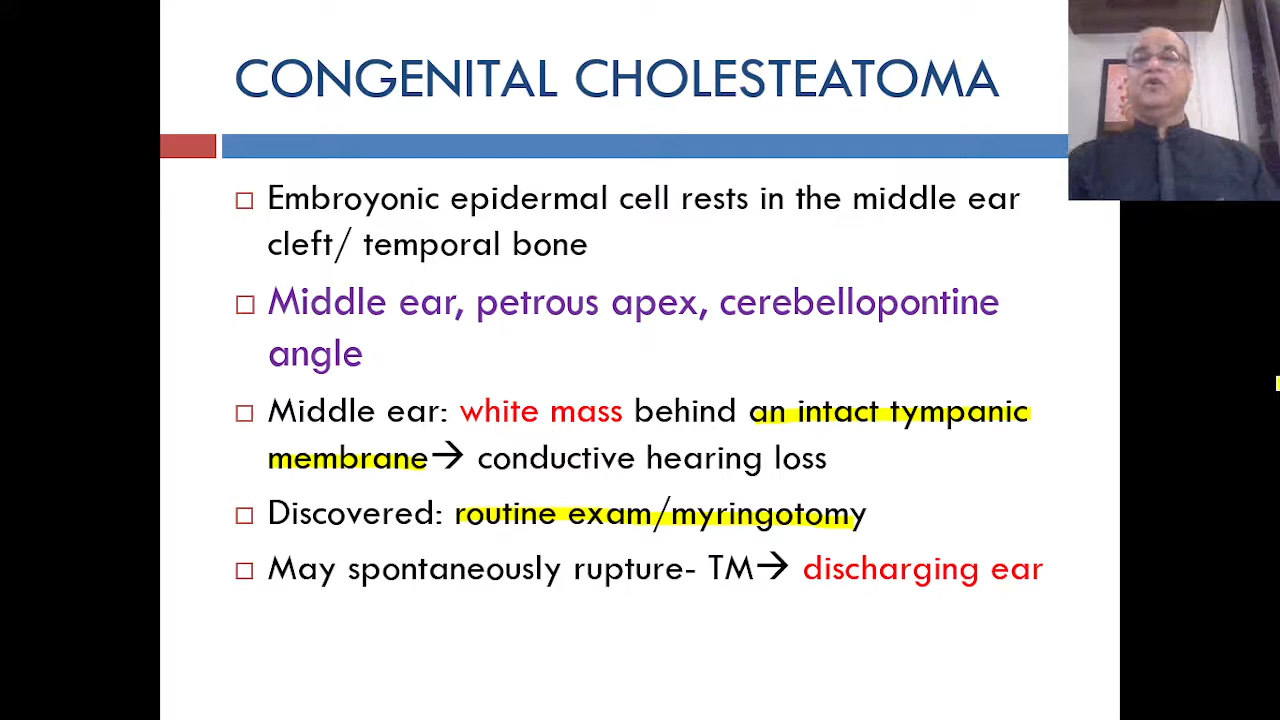 CONGENITAL CHOLESTEATOMA
Embroyonic epidermal cell rests in the middle ear
cleft/ temporal bone
Middle ear, petrous apex, cerebellopontine
angle
Middle ear: white mass behind an intact tympanic
membrane→ conductive hearing loss
Discovered: routine exam/myringotomy
May spontaneously rupture- TM→ discharging ear